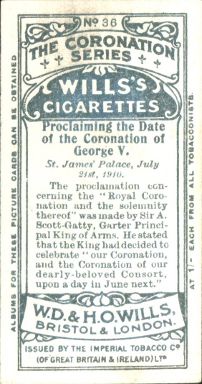 No 36
THE CORONATION
SERIES
WILLS'S
CIGARETTES
Proclaiming the Date
of the Coronation of
George V.
St. James' Palace, July
21st, 1910.
The proclamation con-
cerning the "Royal Coro-
nation and the solemnity
thereof" was made by Sir A.
Scott-Gatty, Garter Princi-
pal King of Arms. He stated
that the King had decided to
celebrate "our Coronation,
and the Coronation of our
dearly-beloved Consort,
upon a day in June next."
W.D. & H.O. WILLS,
BRISTOL & LONDON.
ISSUED BY THE IMPERIAL TOBACCO Co
(OF GREAT BRITAIN & IRELAND) LTD
ALBUMS FOR THESE PICTURE CARDS CAN BE OBTAINED
AT 1/- EACH FROM ALL TOBACCONISTS.